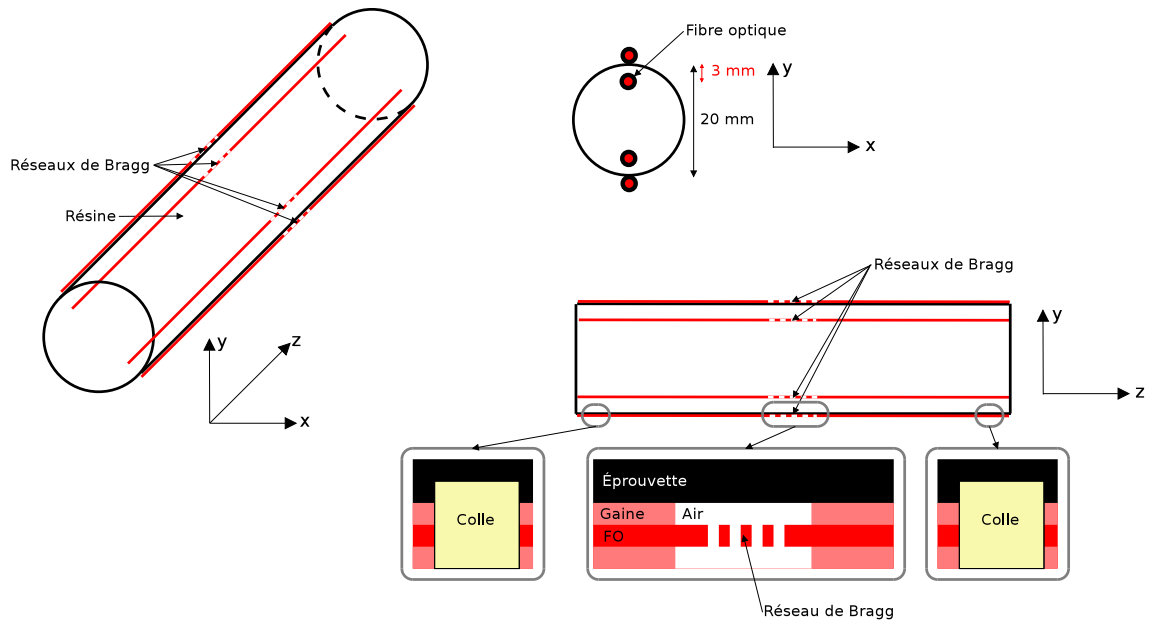 Fibre optique
3 mm
y
20 mm
x
Réseaux de Bragg
Résine
y
z
x
Réseaux de Bragg
y
z
Éprouvette
Gaine
Air
FO
Colle
Colle
Réseau de Bragg